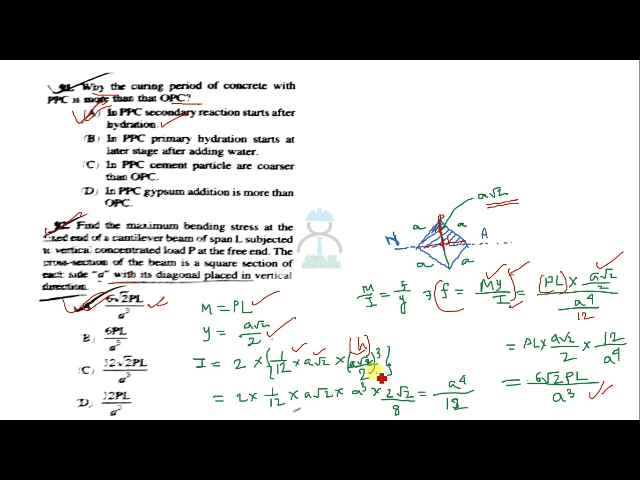 91. Why the curing period of concrete with
PPC is more than that OPC?
(A) In PPC secondary reaction starts after
hydration.
(B) In PPC primary hydration starts at
later stage after adding water.
(C) In PPC cement particle are coarser
than OPC.
(D) In PPC gypsum addition is more than
OPC.
92. Find the maximum bending stress at the
fixed end of a cantilever beam of span L subjected
to vertical concentrated load P at the free end. The
cross-section of the beam is a square section of
each side "a" with its diagonal placed in vertical
direction.
6√2PL/a³
B) 6PL/a³
(C) 12√2PL/a³
D) 12PL/a³
a√2
P
a a
N A
a a
M = PL
y = a√2/2
I = 2 × [1/12 × a√2 × (a√2/2)³]
(h)
= 2 × 1/12 × a√2 × a³ × 2√2/8 = a⁴/12
M/I = f/y ⇒ f = My/I = (PL) × a√2/2 / a⁴/12
= PL × a√2/2 × 12/a⁴
= 6√2 PL/a³